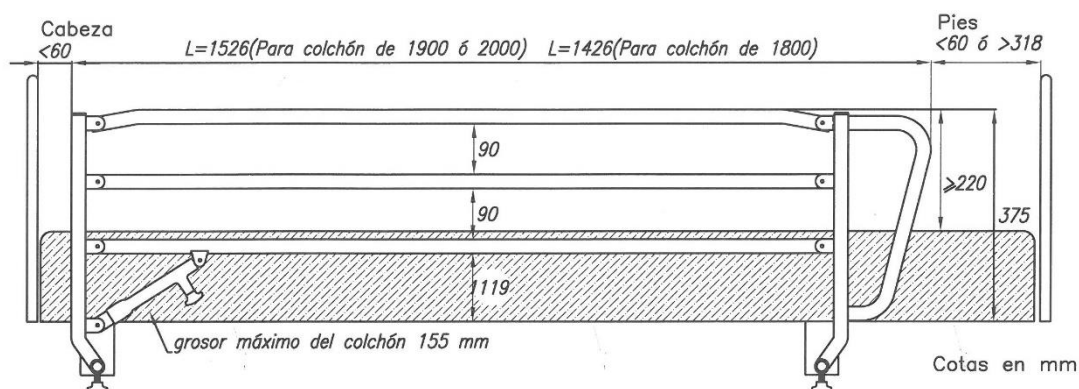 Cabeza
<60
L=1526(Para colchón de 1900 ó 2000) L=1426(Para colchón de 1800)
Pies
<60 ó >318
90
≥220
90
375
1119
grosor máximo del colchón 155 mm
Cotas en mm